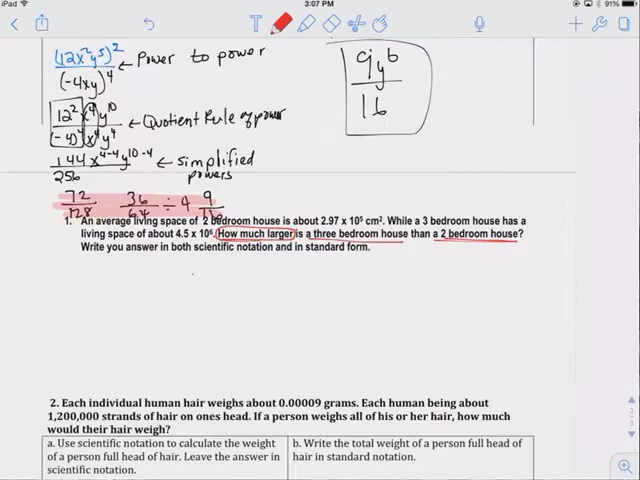 iPad
3:07 PM
91%
T
(12x²y⁵)² ← Power to power
(-4xy)⁴
9y⁶
16
12² x⁴ y¹⁰ ← Quotient Rule of power
(-4)⁴ x⁴ y⁴
144 x⁴⁻⁴ y¹⁰⁻⁴ ← simplified powers
256
72 36 ÷ 4 9
128 64 16
1. An average living space of 2 bedroom house is about 2.97 x 10⁵ cm². While a 3 bedroom house has a
living space of about 4.5 x 10⁶. How much larger is a three bedroom house than a 2 bedroom house?
Write you answer in both scientific notation and in standard form.
2. Each individual human hair weighs about 0.00009 grams. Each human being about
1,200,000 strands of hair on ones head. If a person weighs all of his or her hair, how much
would their hair weigh?
a. Use scientific notation to calculate the weight
of a person full head of hair. Leave the answer in
scientific notation.
b. Write the total weight of a person full head of
hair in standard notation.